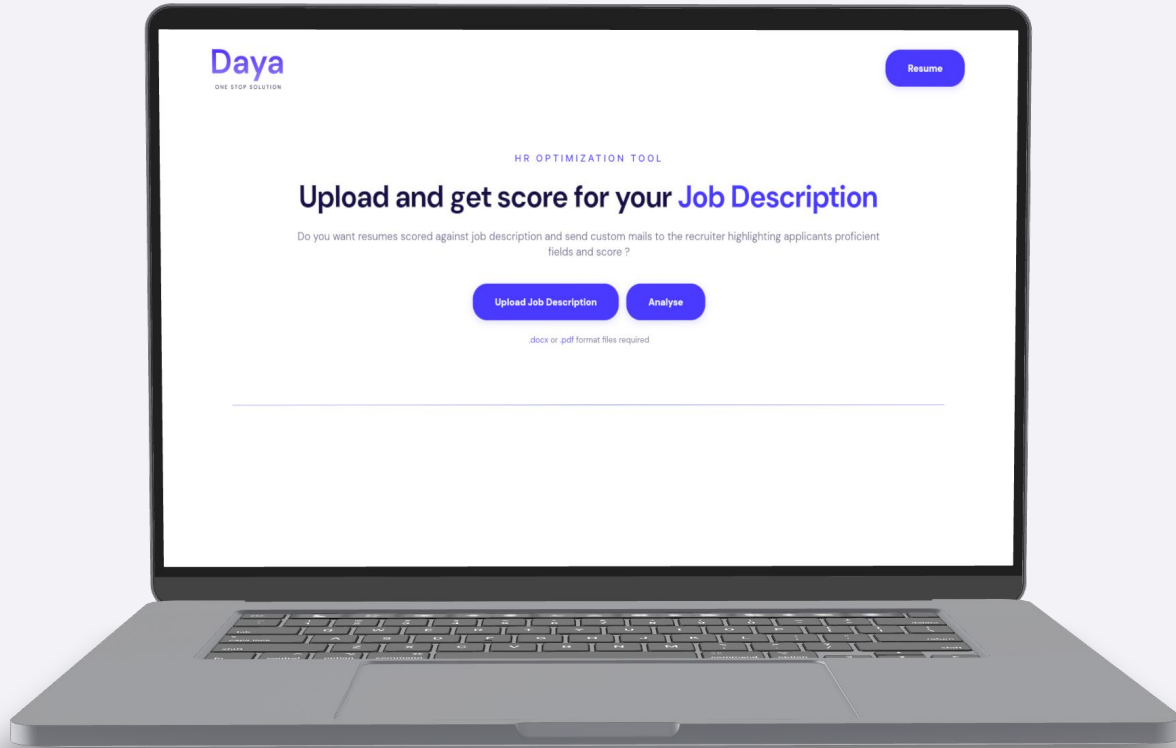 Daya
ONE STOP SOLUTION
Resume
HR OPTIMIZATION TOOL
Upload and get score for your Job Description
Do you want resumes scored against job description and send custom mails to the recruiter highlighting applicants proficient
fields and score ?
Upload Job Description
Analyse
.docx or .pdf format files required